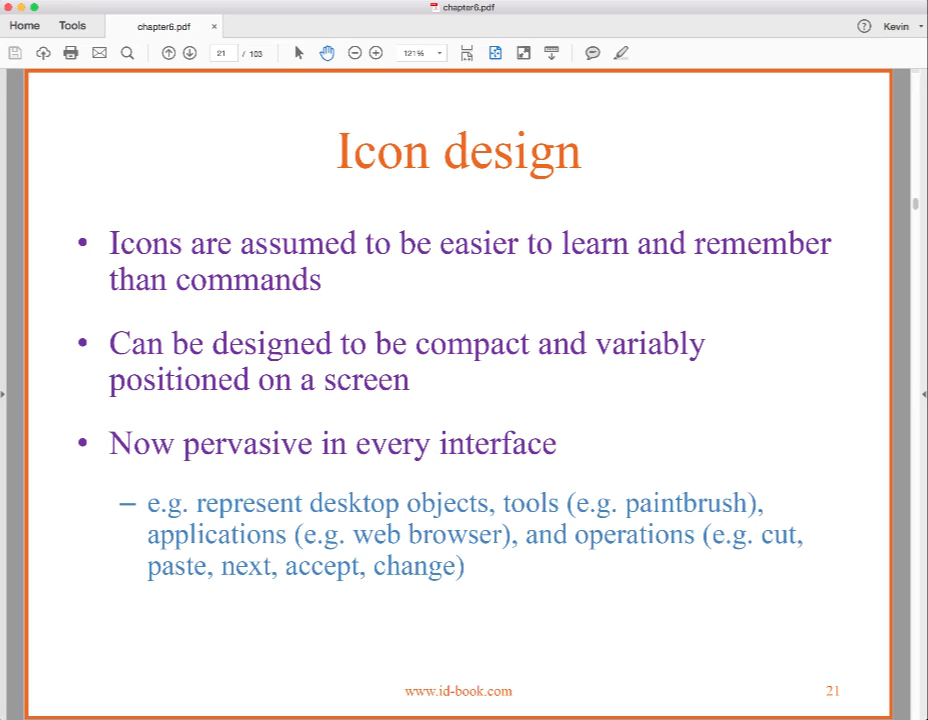 chapter6.pdf
Home Tools chapter6.pdf × ? Kevin
21 / 103 121%
Icon design
• Icons are assumed to be easier to learn and remember
than commands
• Can be designed to be compact and variably
positioned on a screen
• Now pervasive in every interface
– e.g. represent desktop objects, tools (e.g. paintbrush),
applications (e.g. web browser), and operations (e.g. cut,
paste, next, accept, change)
www.id-book.com 21